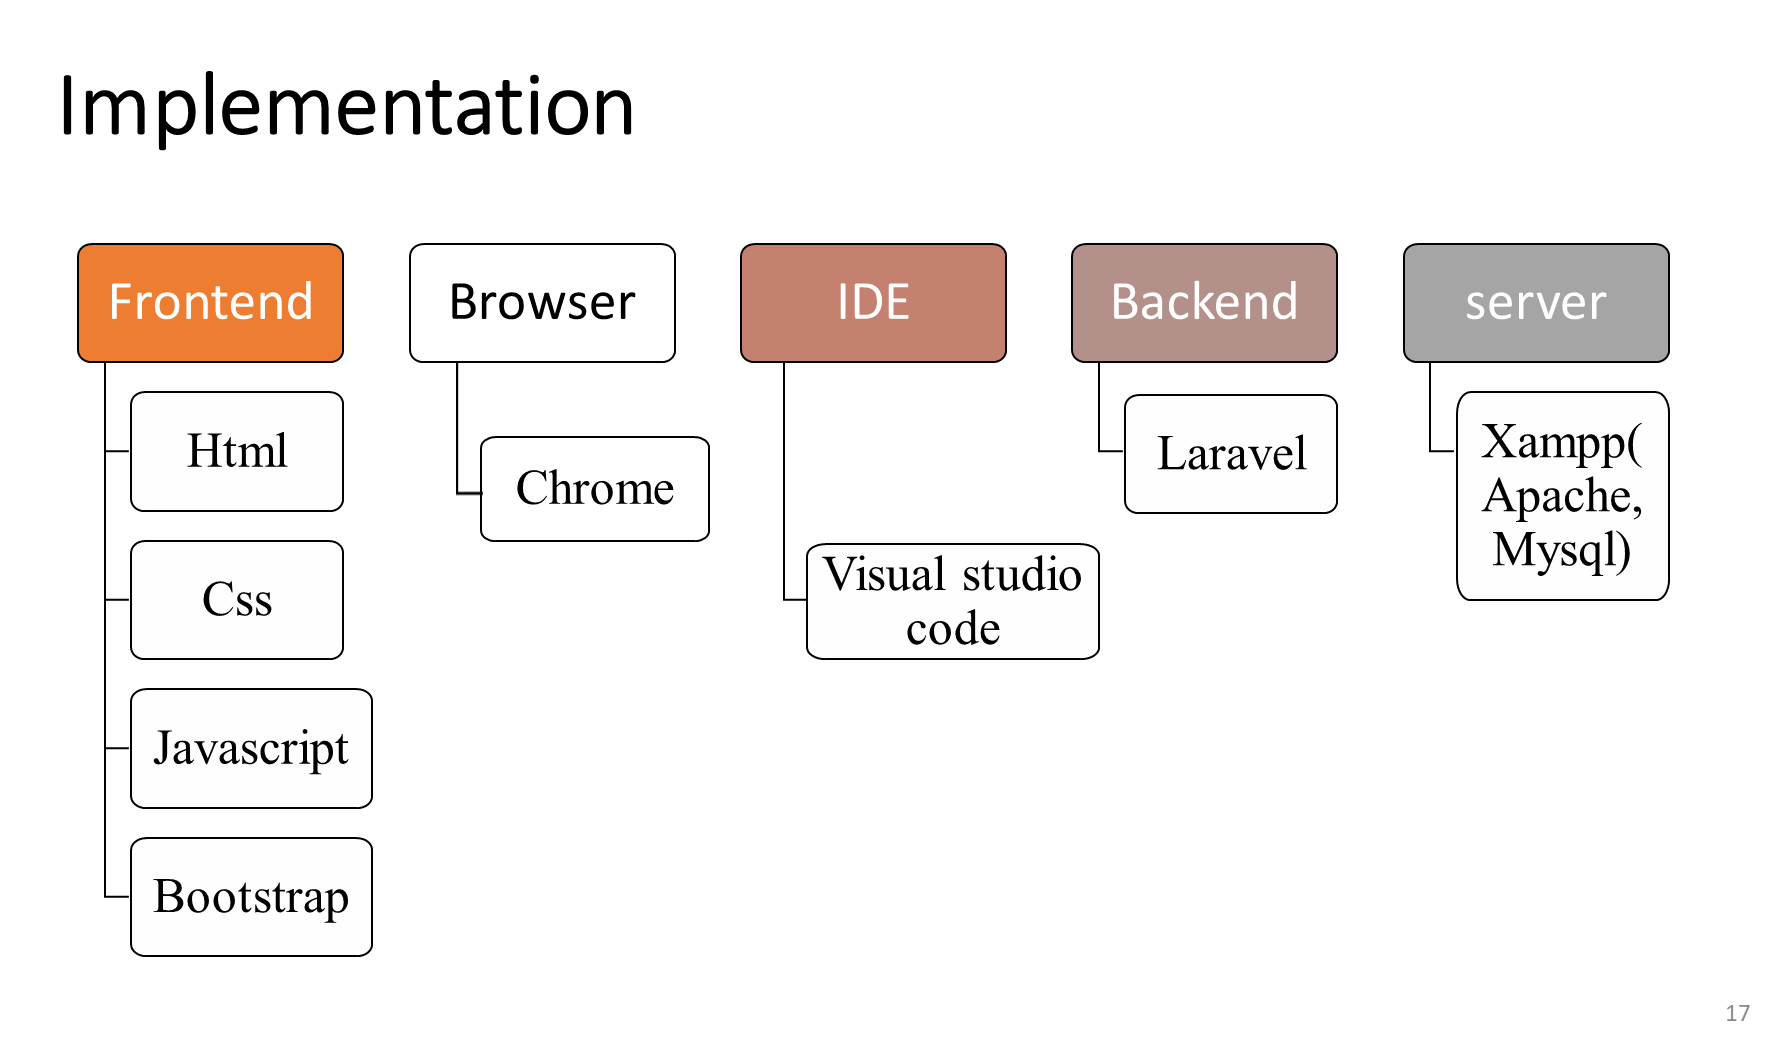 Implementation
Frontend
Html
Css
Javascript
Bootstrap
Browser
Chrome
IDE
Visual studio
code
Backend
Laravel
server
Xampp(
Apache,
Mysql)
17